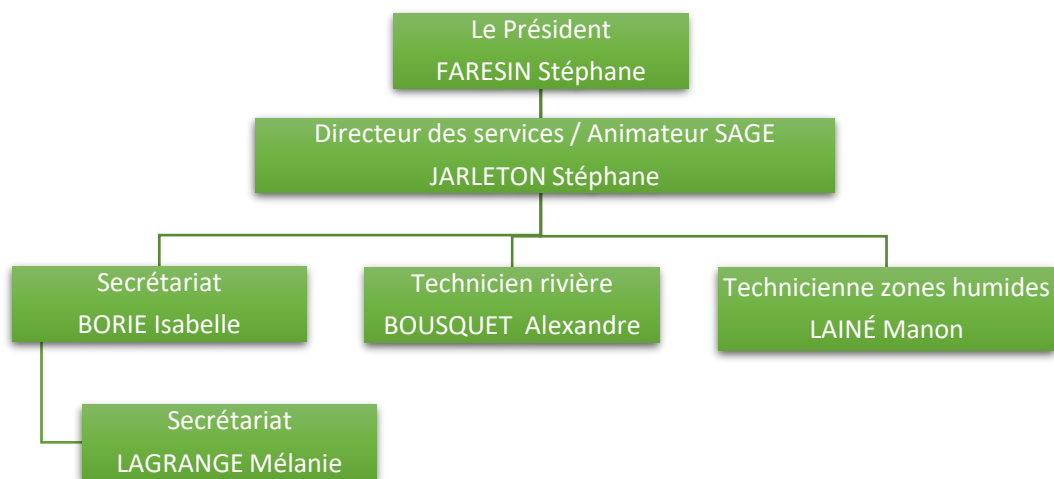 Le Président
FARESIN Stéphane
Directeur des services / Animateur SAGE
JARLETON Stéphane
Secrétariat
BORIE Isabelle
Technicien rivière
BOUSQUET  Alexandre
Technicienne zones humides
LAINÉ Manon
Secrétariat
LAGRANGE Mélanie